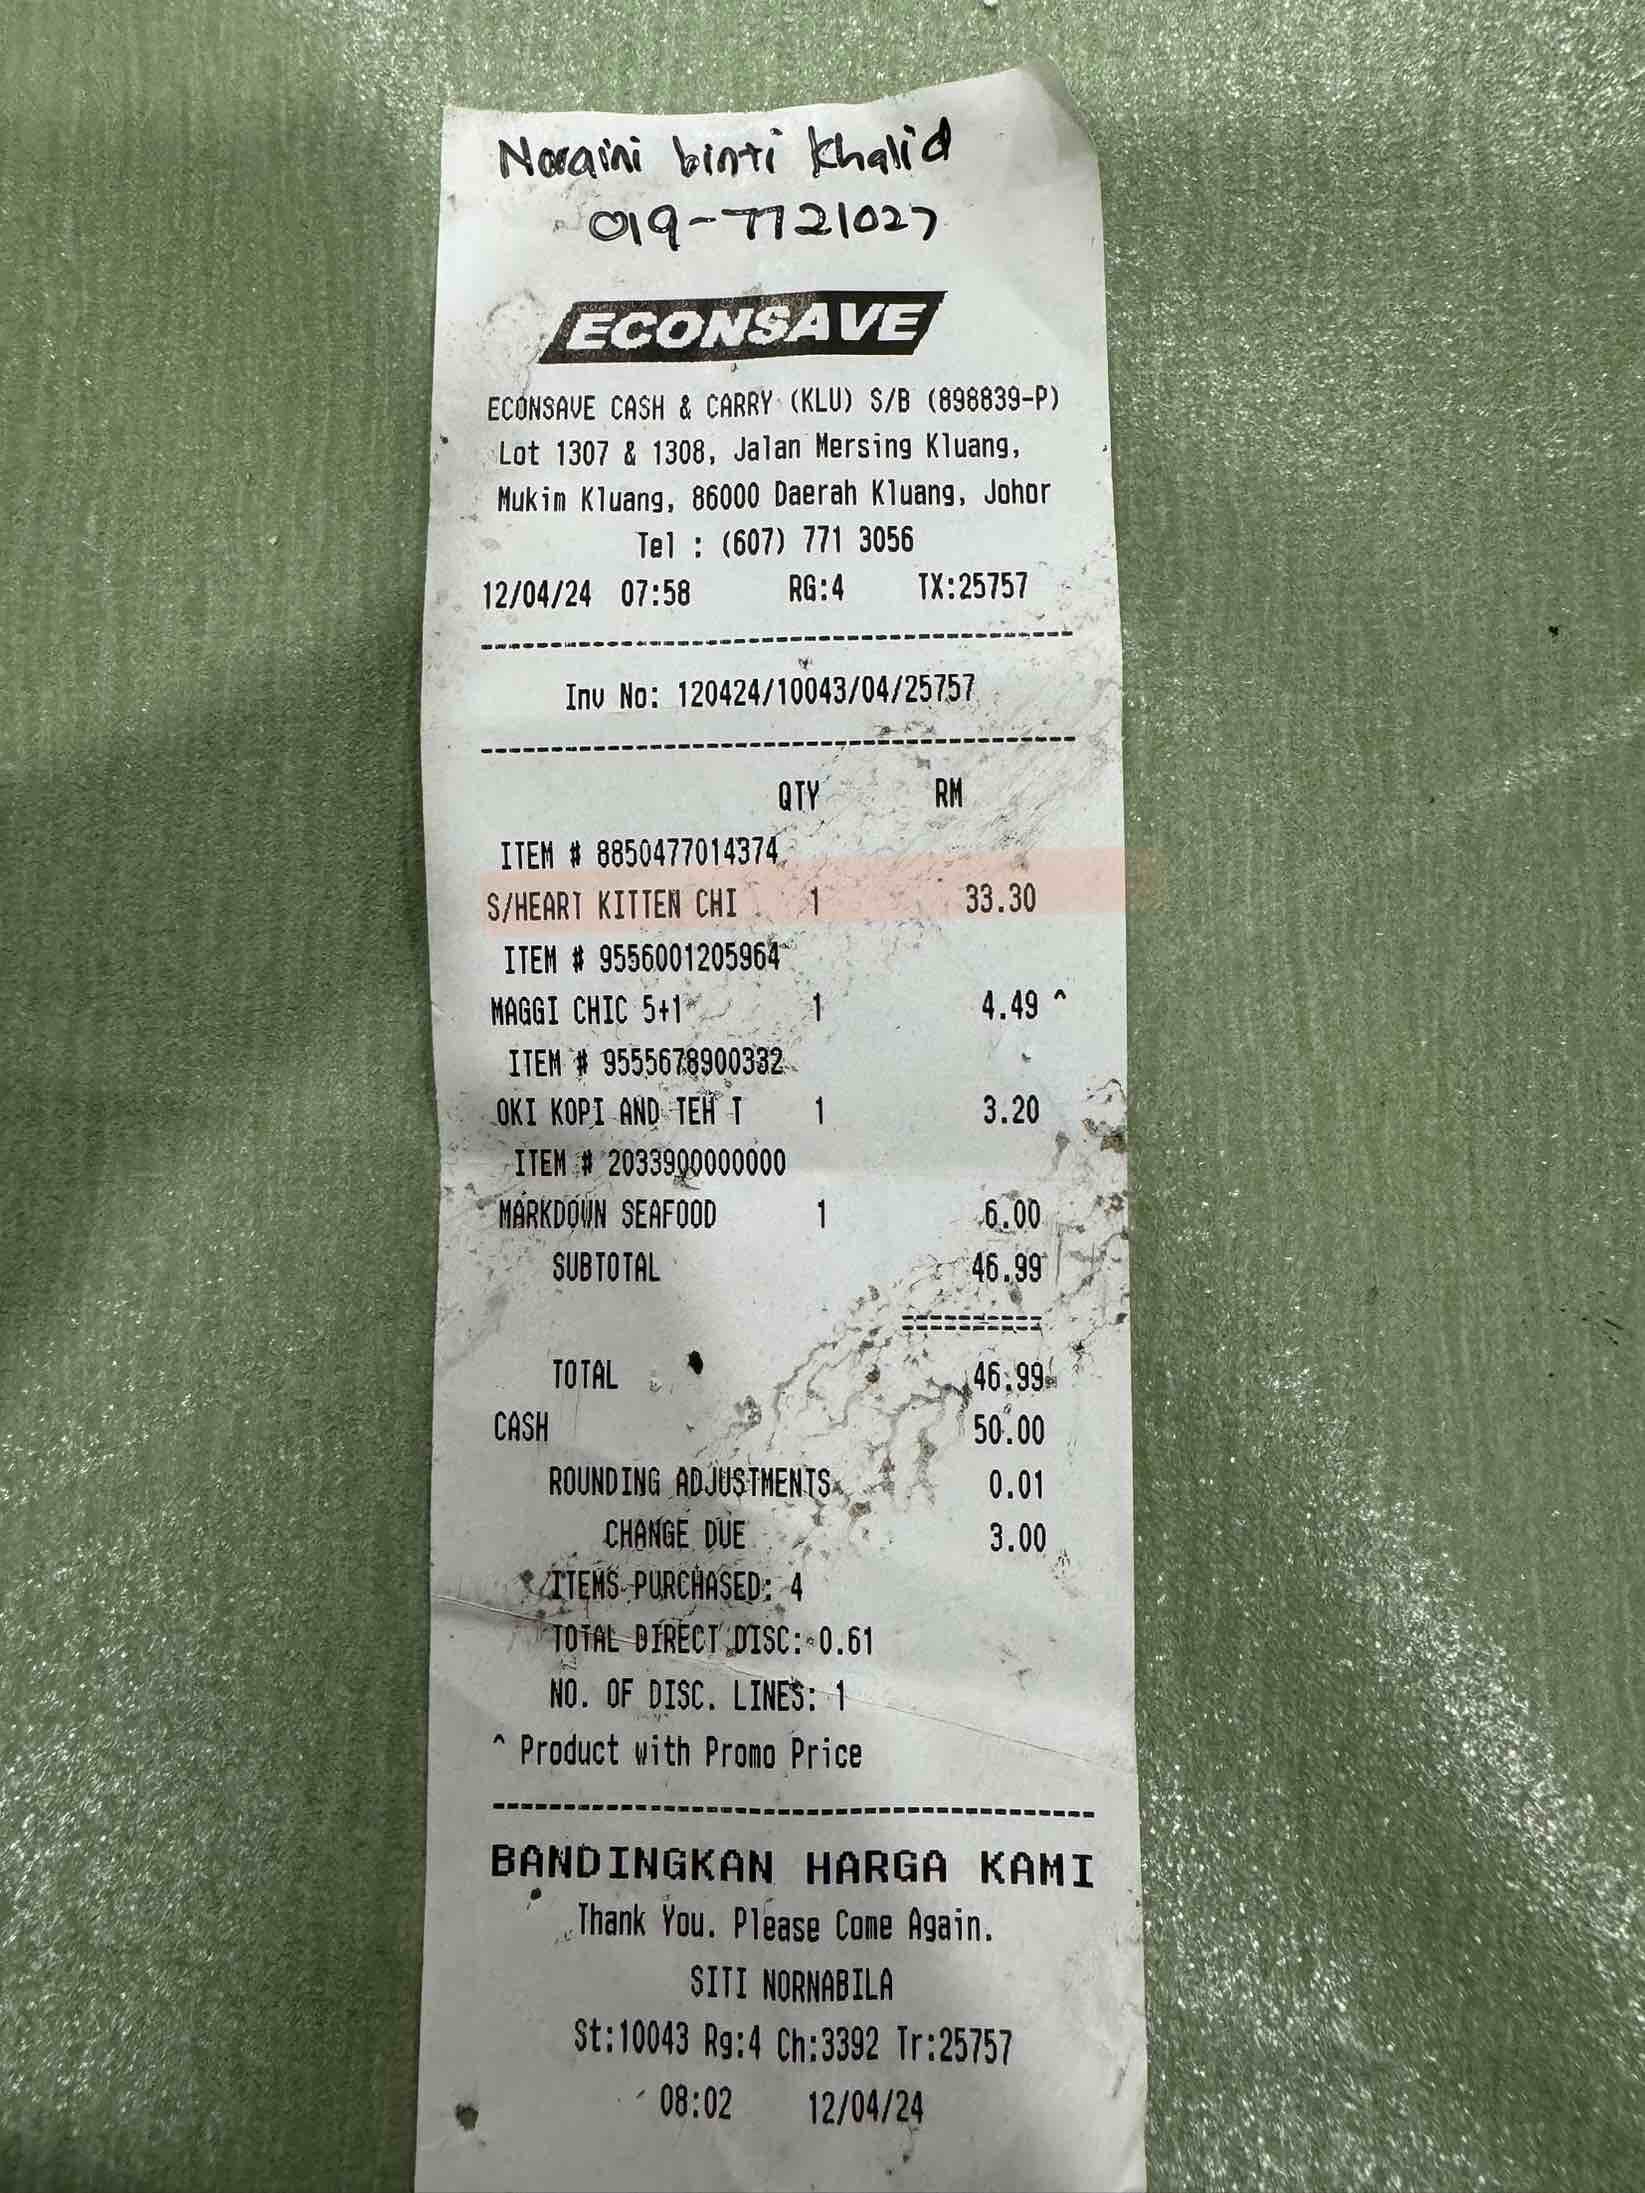 Noraini binti Khalid
019-7721027
ECONSAVE
ECONSAVE CASH & CARRY (KLU) S/B (898839-P)
Lot 1307 & 1308, Jalan Mersing Kluang,
Mukim Kluang, 86000 Daerah Kluang, Johor
Tel : (607) 771 3056
12/04/24 07:58 RG:4 TX:25757
Inv No: 120424/10043/04/25757
QTY RM
ITEM # 8850477014374
S/HEART KITTEN CHI 1 33.30
ITEM # 9556001205964
MAGGI CHIC 5+1 1 4.49 ^
ITEM # 9555678900332
OKI KOPI AND TEH T 1 3.20
ITEM # 2033900000000
MARKDOWN SEAFOOD 1 6.00
SUBTOTAL 46.99
==========
TOTAL 46.99
CASH 50.00
ROUNDING ADJUSTMENTS 0.01
CHANGE DUE 3.00
ITEMS PURCHASED: 4
TOTAL DIRECT DISC: 0.61
NO. OF DISC. LINES: 1
^ Product with Promo Price
BANDINGKAN HARGA KAMI
Thank You. Please Come Again.
SITI NORNABILA
St:10043 Rg:4 Ch:3392 Tr:25757
08:02 12/04/24